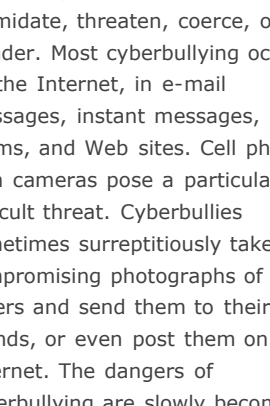 midate, threaten, coerce, o
der. Most cyberbullying oc
the Internet, in e-mail
ssages, instant messages,
ms, and Web sites. Cell ph
cameras pose a particula
cult threat. Cyberbullies
metimes surreptitiously take
mpromising photographs of
ers and send them to their
nds, or even post them on
ernet. The dangers of
erbullying are slowly becom